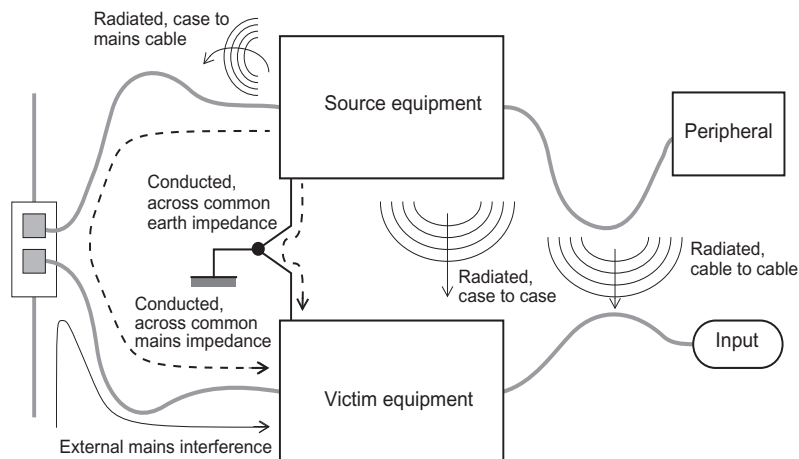 Radiated, case to
mains cable
Source equipment
Peripheral
Conducted,
across common
earth impedance
Radiated,
case to case
Radiated,
cable to cable
Conducted,
across common
mains impedance
Input
Victim equipment
External mains interference